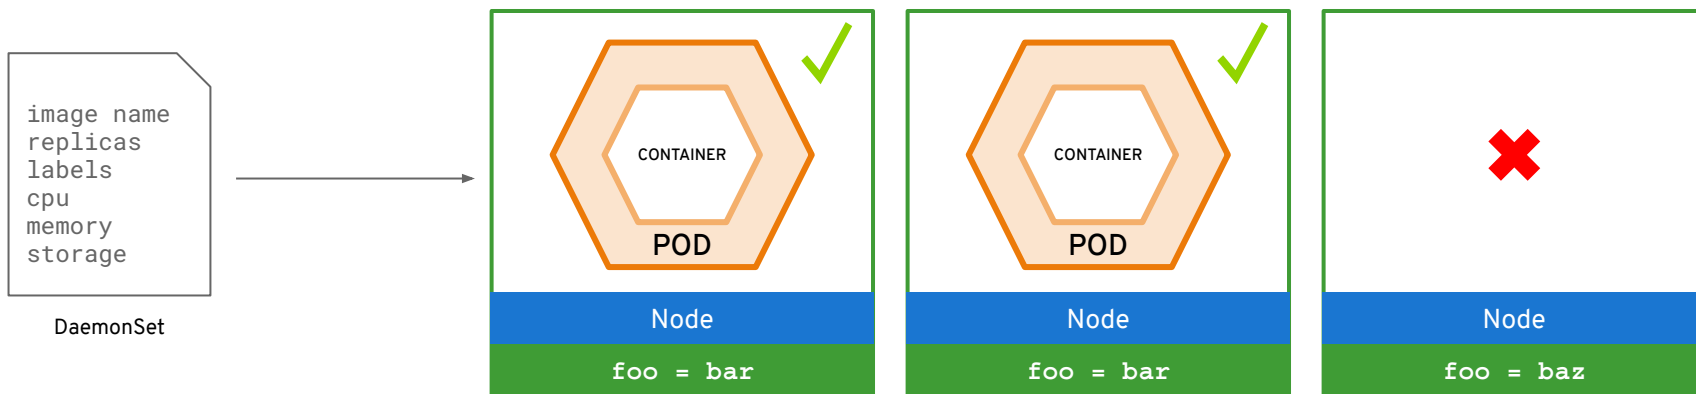 image name
replicas
labels
cpu
memory
storage
DaemonSet
CONTAINER
POD
Node
foo = bar
CONTAINER
POD
Node
foo = bar
Node
foo = baz